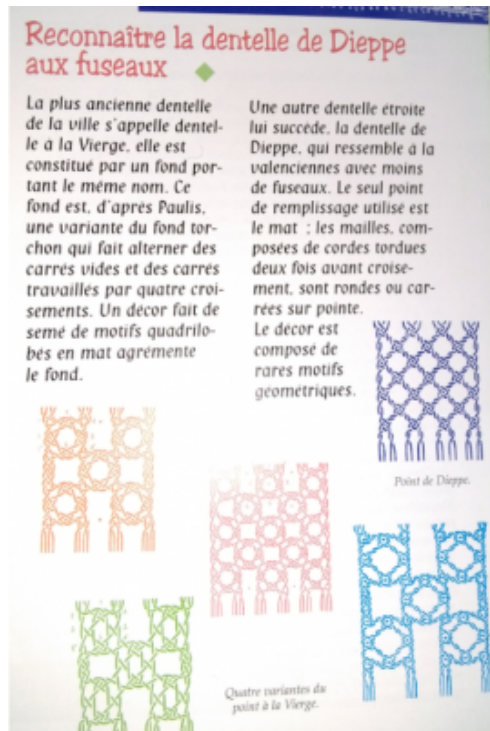 Reconnaître la dentelle de Dieppe
aux fuseaux
La plus ancienne dentelle
de la ville s'appelle dentel-
le à la Vierge, elle est
constitué par un fond por-
tant le même nom. Ce
fond est, d'après Paulis,
une variante du fond tor-
chon qui fait alterner des
carrés vides et des carrés
travaillés par quatre croi-
sements. Un décor fait de
semé de motifs quadrilo-
bés en mat agrémente
le fond.
Une autre dentelle étroite
lui succède, la dentelle de
Dieppe, qui ressemble à la
valenciennes avec moins
de fuseaux. Le seul point
de remplissage utilisé est
le mat ; les mailles, com-
posées de cordes tordues
deux fois avant croise-
ment, sont rondes ou car-
rées sur pointe.
Le décor est
composé de
rares motifs
géométriques.
Point de Dieppe.
Quatre variantes du
point à la Vierge.